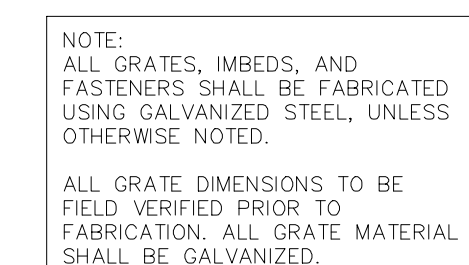 NOTE:
ALL GRATES, IMBEDS, AND
FASTENERS SHALL BE FABRICATED
USING GALVANIZED STEEL, UNLESS
OTHERWISE NOTED.
ALL GRATE DIMENSIONS TO BE
FIELD VERIFIED PRIOR TO
FABRICATION. ALL GRATE MATERIAL
SHALL BE GALVANIZED.